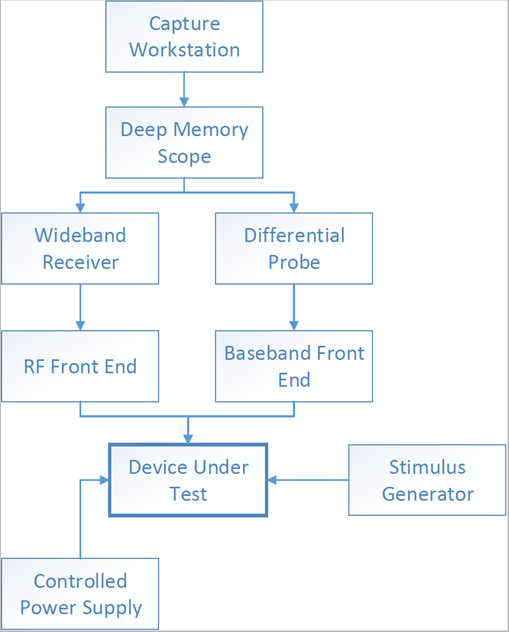 Capture
Workstation
Deep Memory
Scope
Wideband
Receiver
Differential
Probe
RF Front End
Baseband Front
End
Device Under
Test
Stimulus
Generator
Controlled
Power Supply